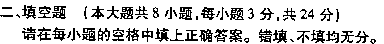 二、填空题 (本大题共8小题,每小题3分,共24分)
请在每小题的空格中填上正确答案。错填、不填均无分。